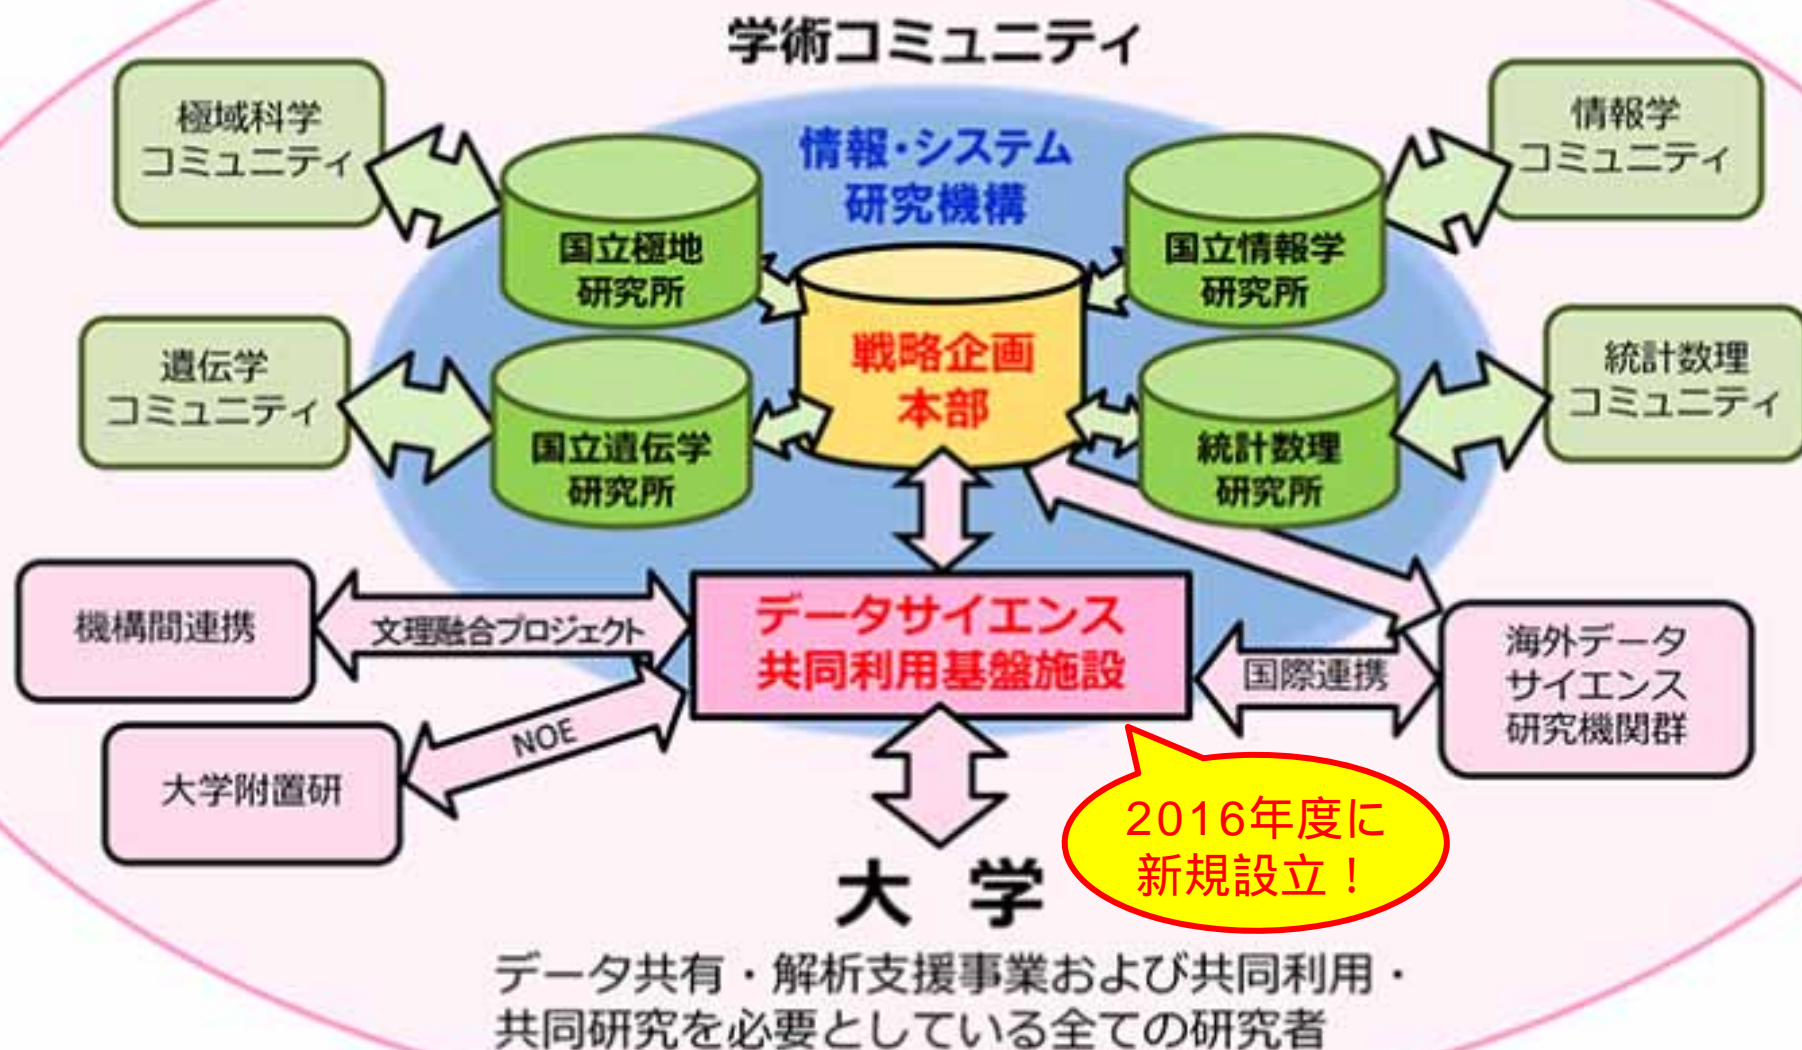 学術コミュニティ
極域科学
コミュニティ
情報・システム
研究機構
情報学
コミュニティ
国立極地
研究所
国立情報学
研究所
遺伝学
コミュニティ
戦略企画
本部
統計数理
コミュニティ
国立遺伝学
研究所
統計数理
研究所
機構間連携
文理融合プロジェクト
データサイエンス
共同利用基盤施設
国際連携
海外データ
サイエンス
研究機関群
NOE
大学附置研
2016年度に
新規設立！
大 学
データ共有・解析支援事業および共同利用・
共同研究を必要としている全ての研究者